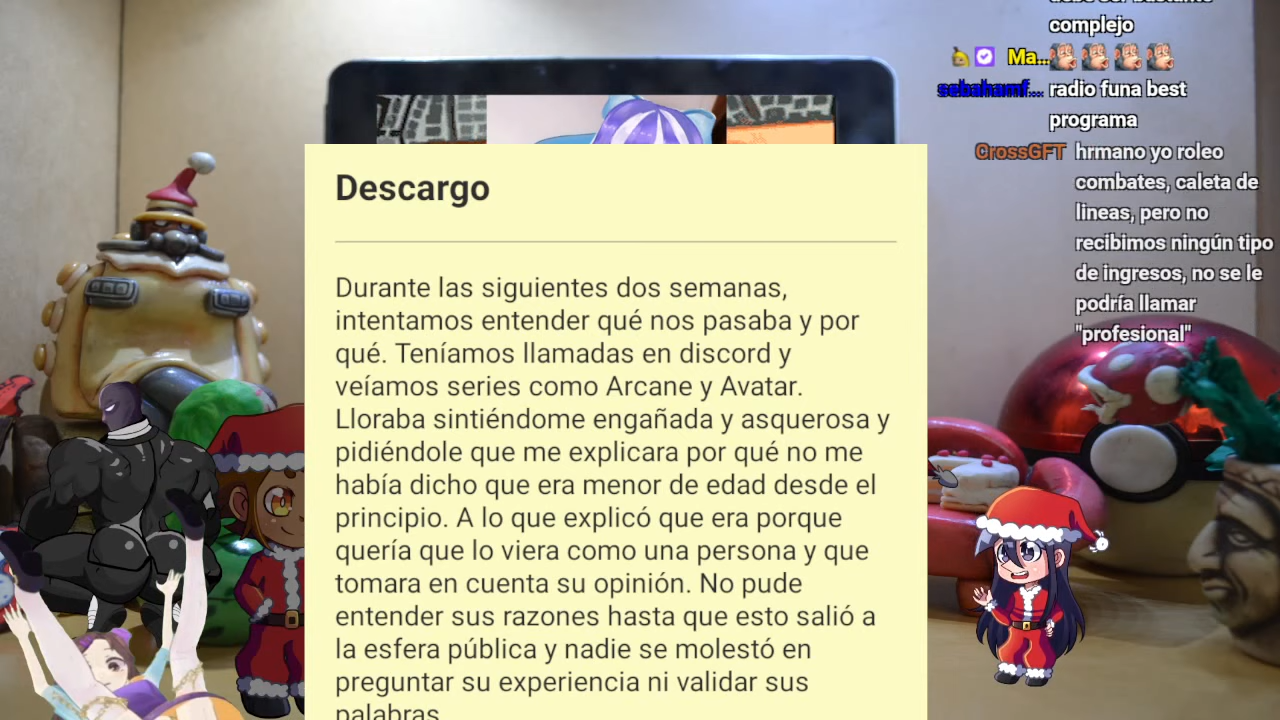 Descargo
Durante las siguientes dos semanas,
intentamos entender qué nos pasaba y por
qué. Teníamos llamadas en discord y
veíamos series como Arcane y Avatar.
Lloraba sintiéndome engañada y asquerosa y
pidiéndole que me explicara por qué no me
había dicho que era menor de edad desde el
principio. A lo que explicó que era porque
quería que lo viera como una persona y que
tomara en cuenta su opinión. No pude
entender sus razones hasta que esto salió a
la esfera pública y nadie se molestó en
preguntar su experiencia ni validar sus
palabras
complejo
Ma...
sebahamf... radio funa best
programa
CrossGFT hrmano yo roleo
combates, caleta de
lineas, pero no
recibimos ningún tipo
de ingresos, no se le
podría llamar
"profesional"